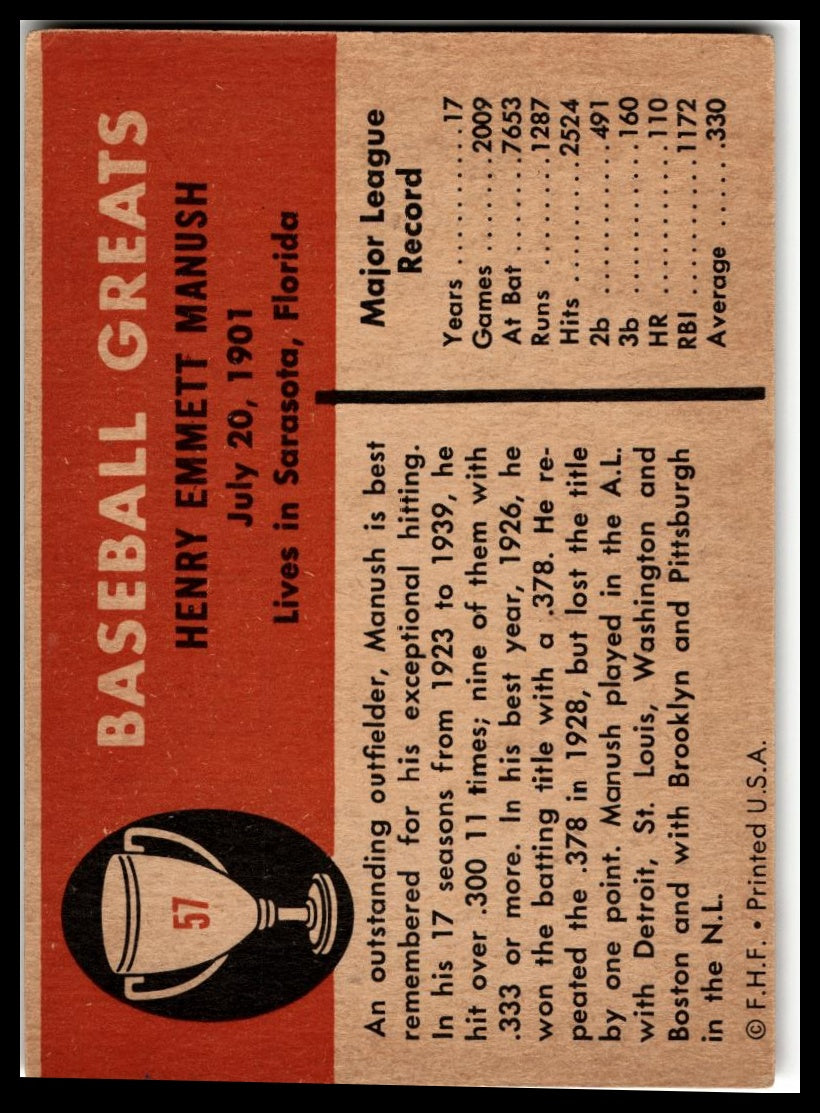 57
BASEBALL GREATS
HENRY EMMETT MANUSH
July 20, 1901
Lives in Sarasota, Florida
An outstanding outfielder, Manush is best
remembered for his exceptional hitting.
In his 17 seasons from 1923 to 1939, he
hit over .300 11 times; nine of them with
.333 or more. In his best year, 1926, he
won the batting title with a .378. He re-
peated the .378 in 1928, but lost the title
by one point. Manush played in the A.L.
with Detroit, St. Louis, Washington and
Boston and with Brooklyn and Pittsburgh
in the N.L.
© F.H.F. • Printed U.S.A.
Major League
Record
Years ..........17
Games ........2009
At Bat ........7653
Runs ..........1287
Hits ..........2524
2b ............491
3b ............160
HR ............110
RBI ..........1172
Average ......330